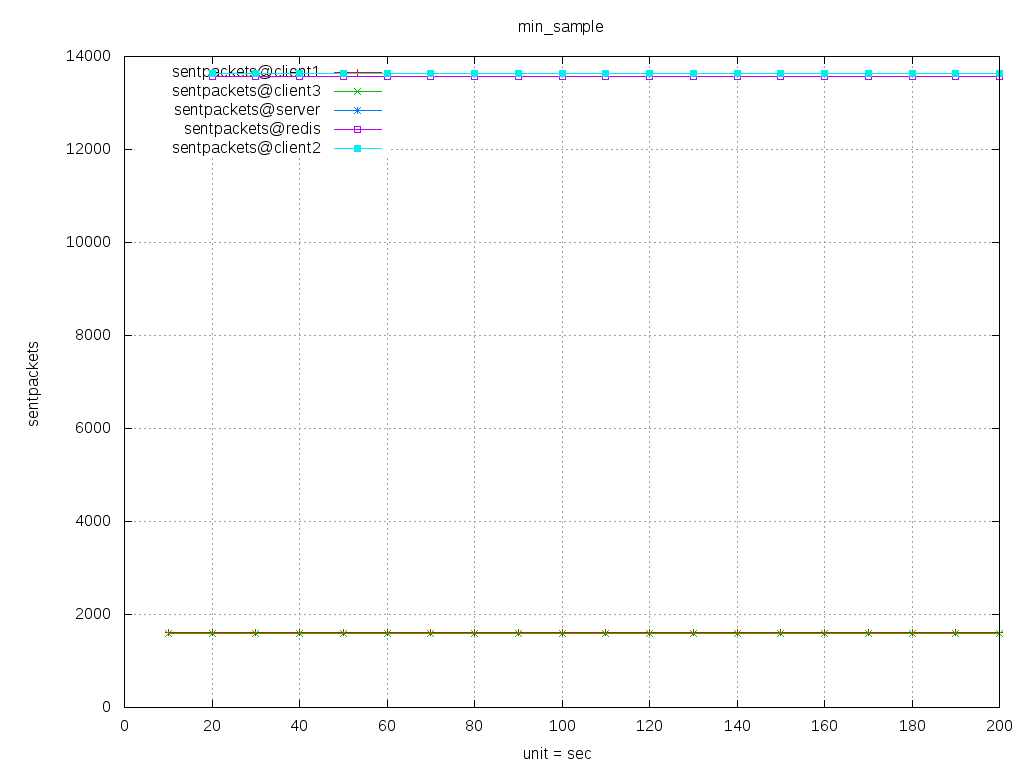 min_sample
14000
12000
10000
8000
6000
4000
2000
0
sentpackets
sentpackets@client1
sentpackets@client3
sentpackets@server
sentpackets@redis
sentpackets@client2
0 20 40 60 80 100 120 140 160 180 200
unit = sec